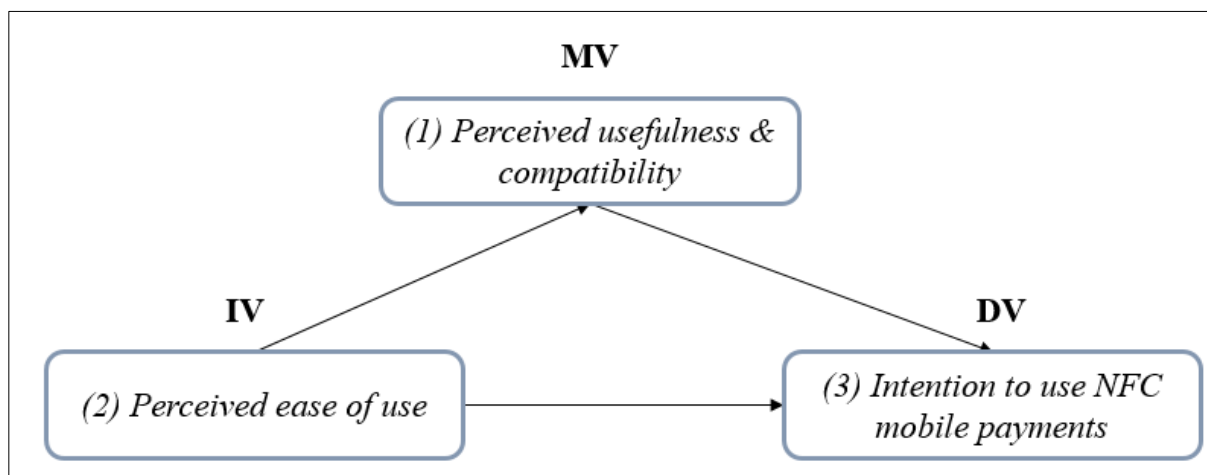 MV
(1) Perceived usefulness &
compatibility
IV
DV
(2) Perceived ease of use
(3) Intention to use NFC
mobile payments